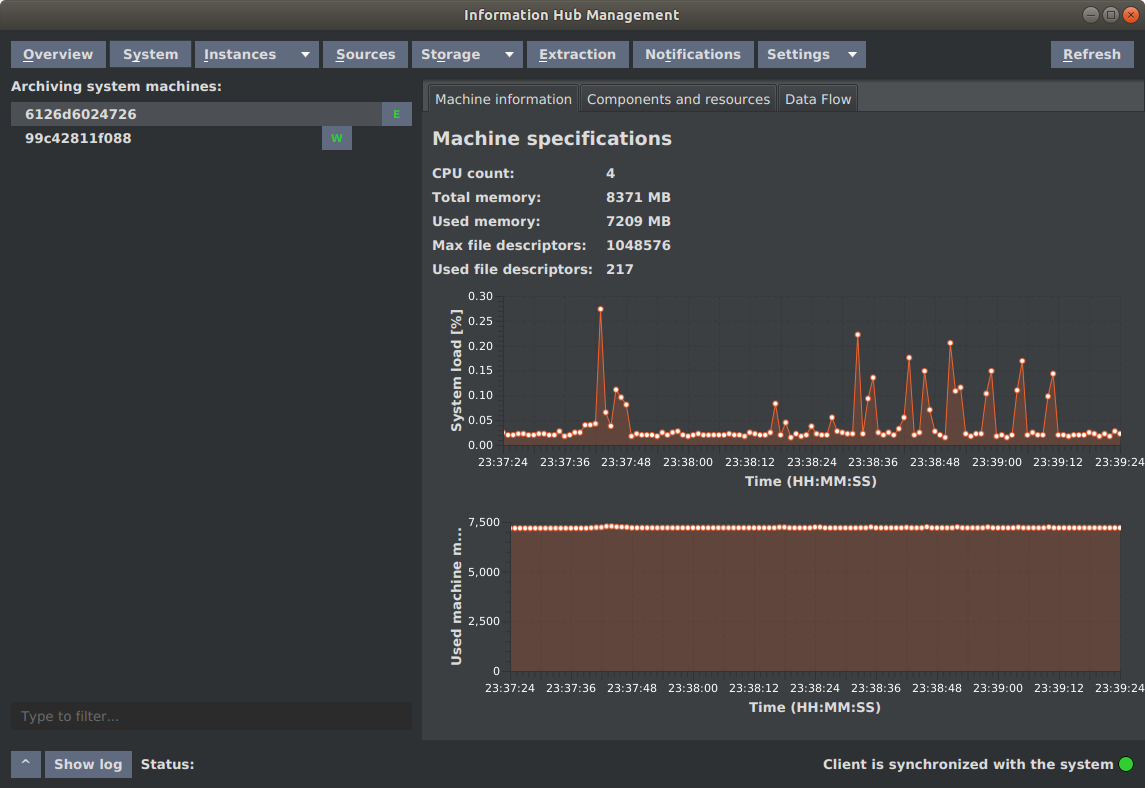 Information Hub Management
Overview System Instances Sources Storage Extraction Notifications Settings Refresh
Archiving system machines:
6126d6024726 E
99c42811f088 W
Type to filter...
Machine information Components and resources Data Flow
Machine specifications
CPU count: 4
Total memory: 8371 MB
Used memory: 7209 MB
Max file descriptors: 1048576
Used file descriptors: 217
System load [%]
0.30
0.25
0.20
0.15
0.10
0.05
0.00
23:37:24 23:37:36 23:37:48 23:38:00 23:38:12 23:38:24 23:38:36 23:38:48 23:39:00 23:39:12 23:39:24
Time (HH:MM:SS)
Used machine m...
7,500
5,000
2,500
0
23:37:24 23:37:36 23:37:48 23:38:00 23:38:12 23:38:24 23:38:36 23:38:48 23:39:00 23:39:12 23:39:24
Time (HH:MM:SS)
^ Show log Status: Client is synchronized with the system